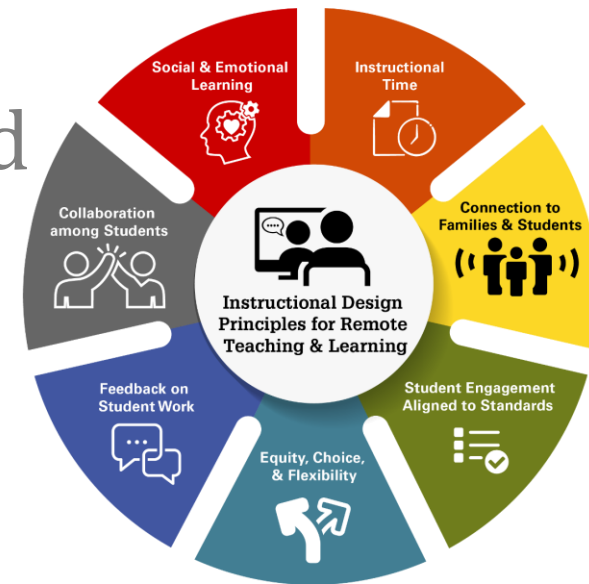 d
Social & Emotional
Learning
Instructional
Time
Connection to
Families & Students
Student Engagement
Aligned to Standards
Equity, Choice,
& Flexibility
Feedback on
Student Work
Collaboration
among Students
Instructional Design
Principles for Remote
Teaching & Learning